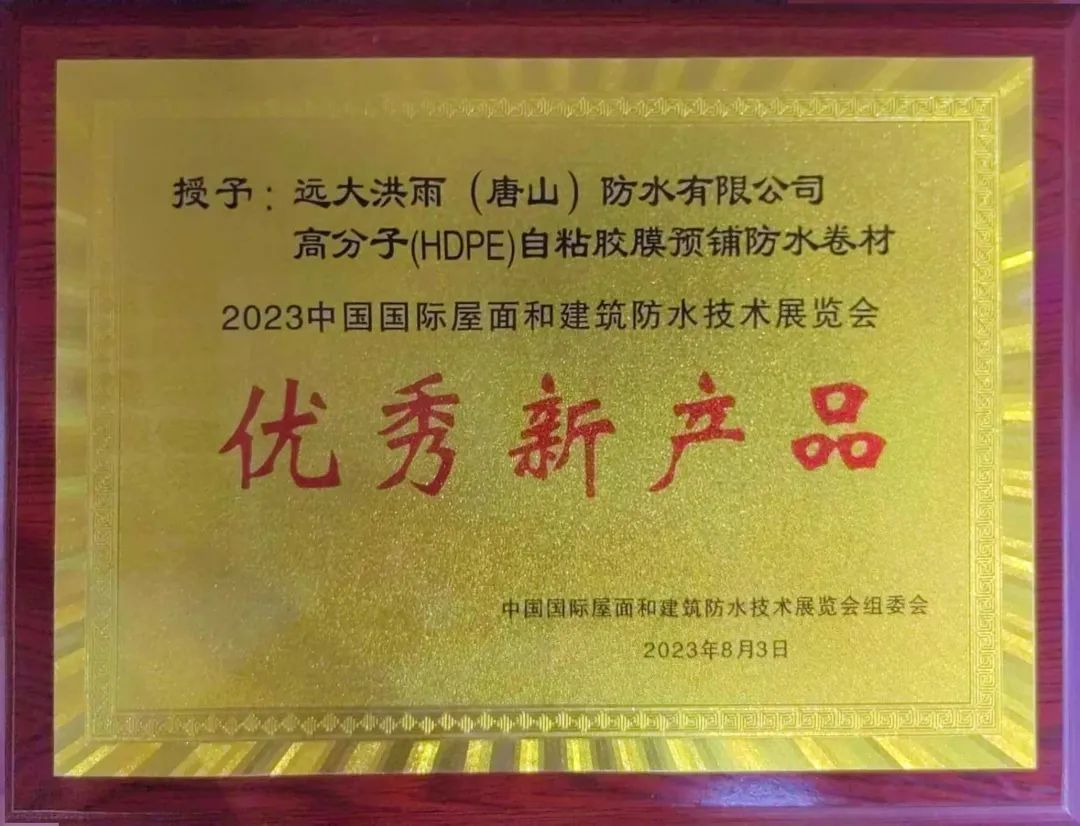 授予：远大洪雨（唐山）防水有限公司
高分子(HDPE)自粘胶膜预铺防水卷材
2023中国国际屋面和建筑防水技术展览会
优秀新产品
中国国际屋面和建筑防水技术展览会组委会
2023年8月3日